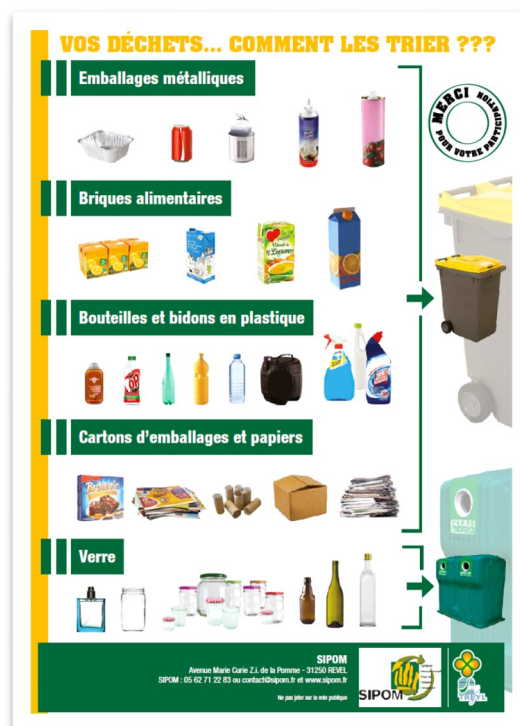 VOS DÉCHETS... COMMENT LES TRIER ???
Emballages métalliques
MERCI
POUR VOTRE PARTICIPATION
Briques alimentaires
Bouteilles et bidons en plastique
Cartons d'emballages et papiers
Brownie
VERRE
Verre
SIPOM
Avenue Marie Curie Z.i. de la Pomme - 31250 REVEL
SIPOM : 05 62 71 22 83 ou contact@sipom.fr et www.sipom.fr
Ne pas jeter sur la voie publique
SIPOM